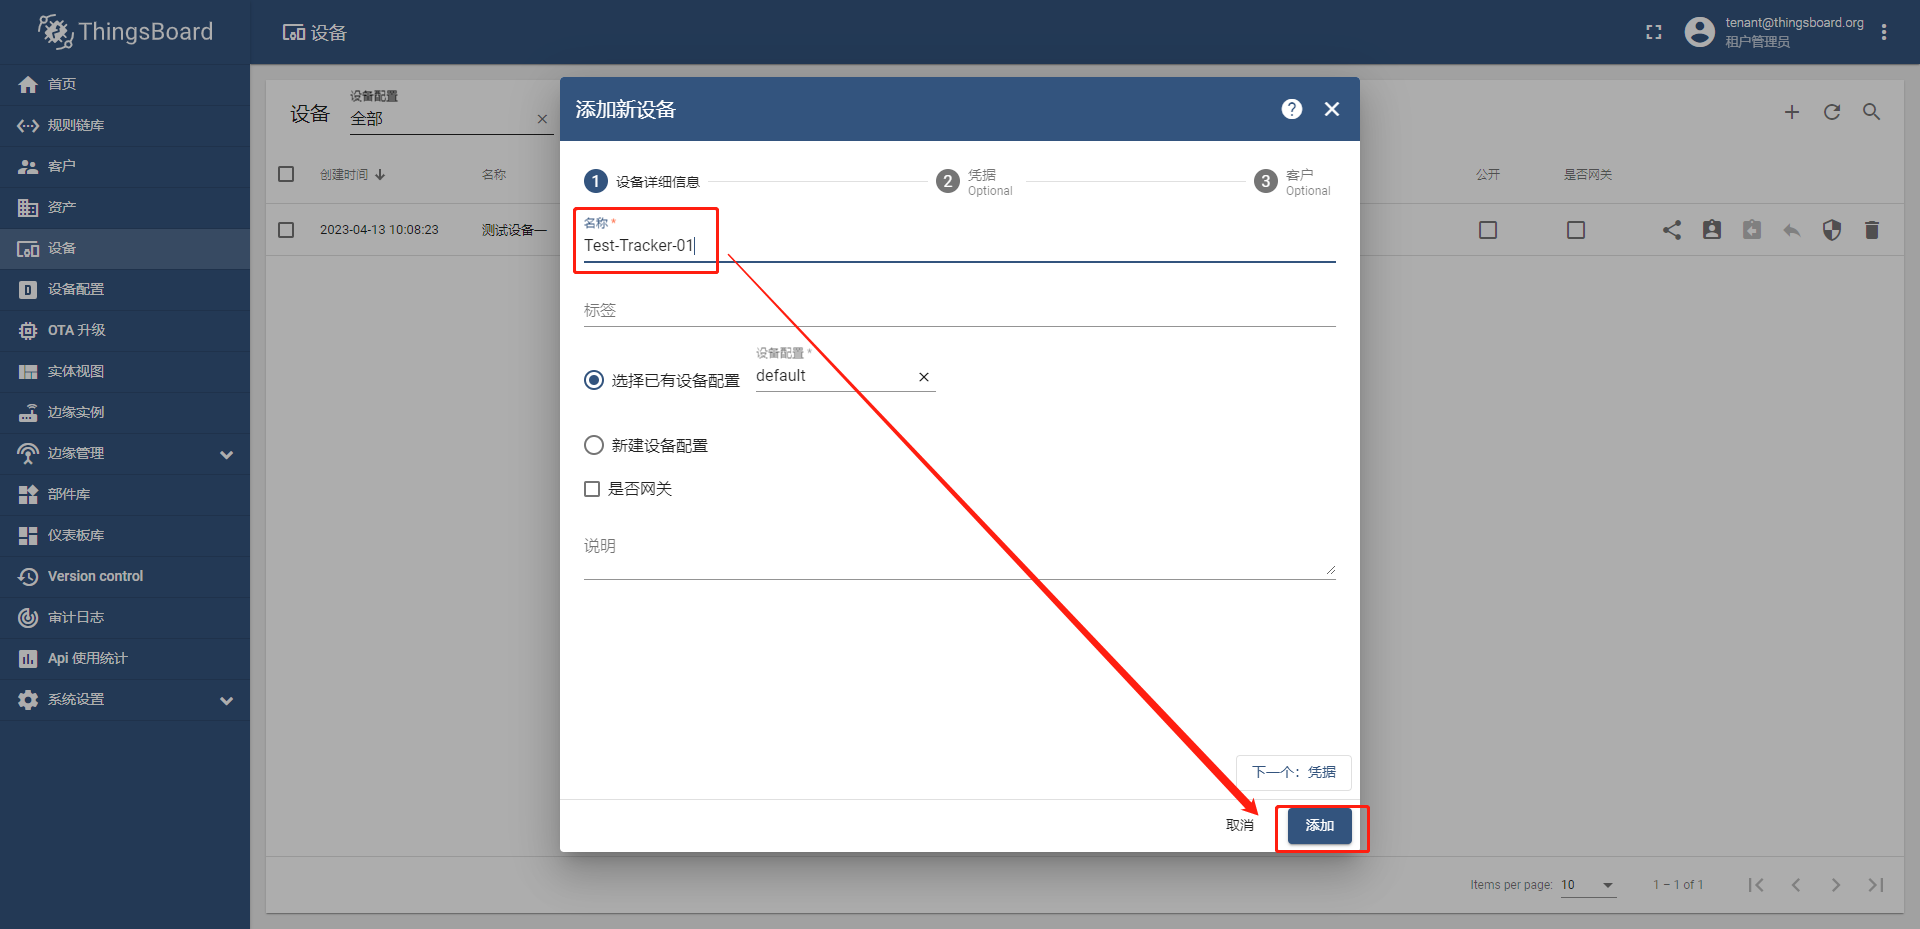 ThingsBoard
设备
tenant@thingsboard.org
租户管理员
首页
规则链库
客户
资产
设备
设备配置
OTA 升级
实体视图
边缘实例
边缘管理
部件库
仪表板库
Version control
审计日志
Api 使用统计
系统设置
设备
设备配置
全部
创建时间
名称
公开
是否网关
2023-04-13 10:08:23
测试设备一
添加新设备
1 设备详细信息
2 凭据
Optional
3 客户
Optional
名称 *
Test-Tracker-01
标签
选择已有设备配置
设备配置 *
default
新建设备配置
是否网关
说明
下一个：凭据
取消
添加
Items per page: 10
1 – 1 of 1